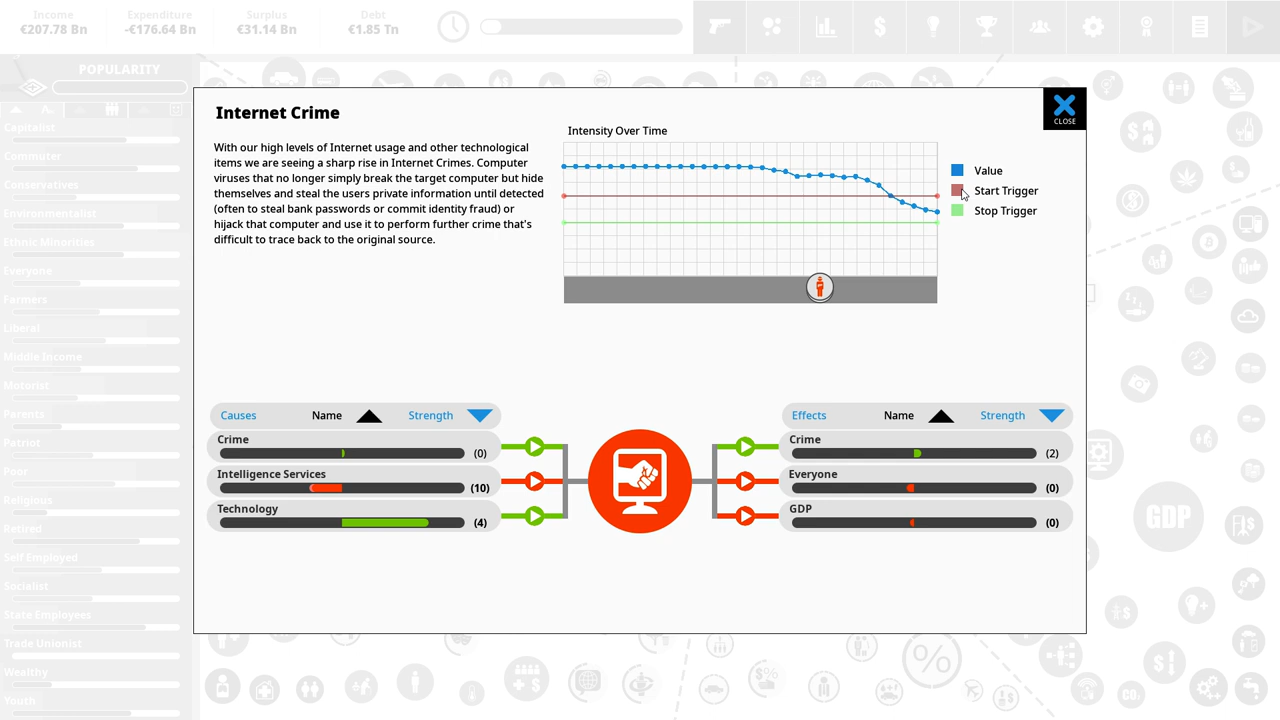 Income
Expenditure
Surplus
Debt
€207.78 Bn
-€176.64 Bn
€31.14 Bn
€1.85 Tn
POPULARITY
Capitalist
Commuter
Conservatives
Environmentalist
Ethnic Minorities
Everyone
Farmers
Liberal
Middle Income
Motorist
Parents
Patriot
Poor
Religious
Retired
Self Employed
Socialist
State Employees
Trade Unionist
Wealthy
Youth
Internet Crime
CLOSE
With our high levels of Internet usage and other technological
items we are seeing a sharp rise in Internet Crimes. Computer
viruses that no longer simply break the target computer but hide
themselves and steal the users private information until detected
(often to steal bank passwords or commit identity fraud) or
hijack that computer and use it to perform further crime that's
difficult to trace back to the original source.
Intensity Over Time
Value
Start Trigger
Stop Trigger
Causes Name Strength
Crime
(0)
Intelligence Services
(10)
Technology
(4)
Effects Name Strength
Crime
(2)
Everyone
(0)
GDP
(0)
GDP
CO₂